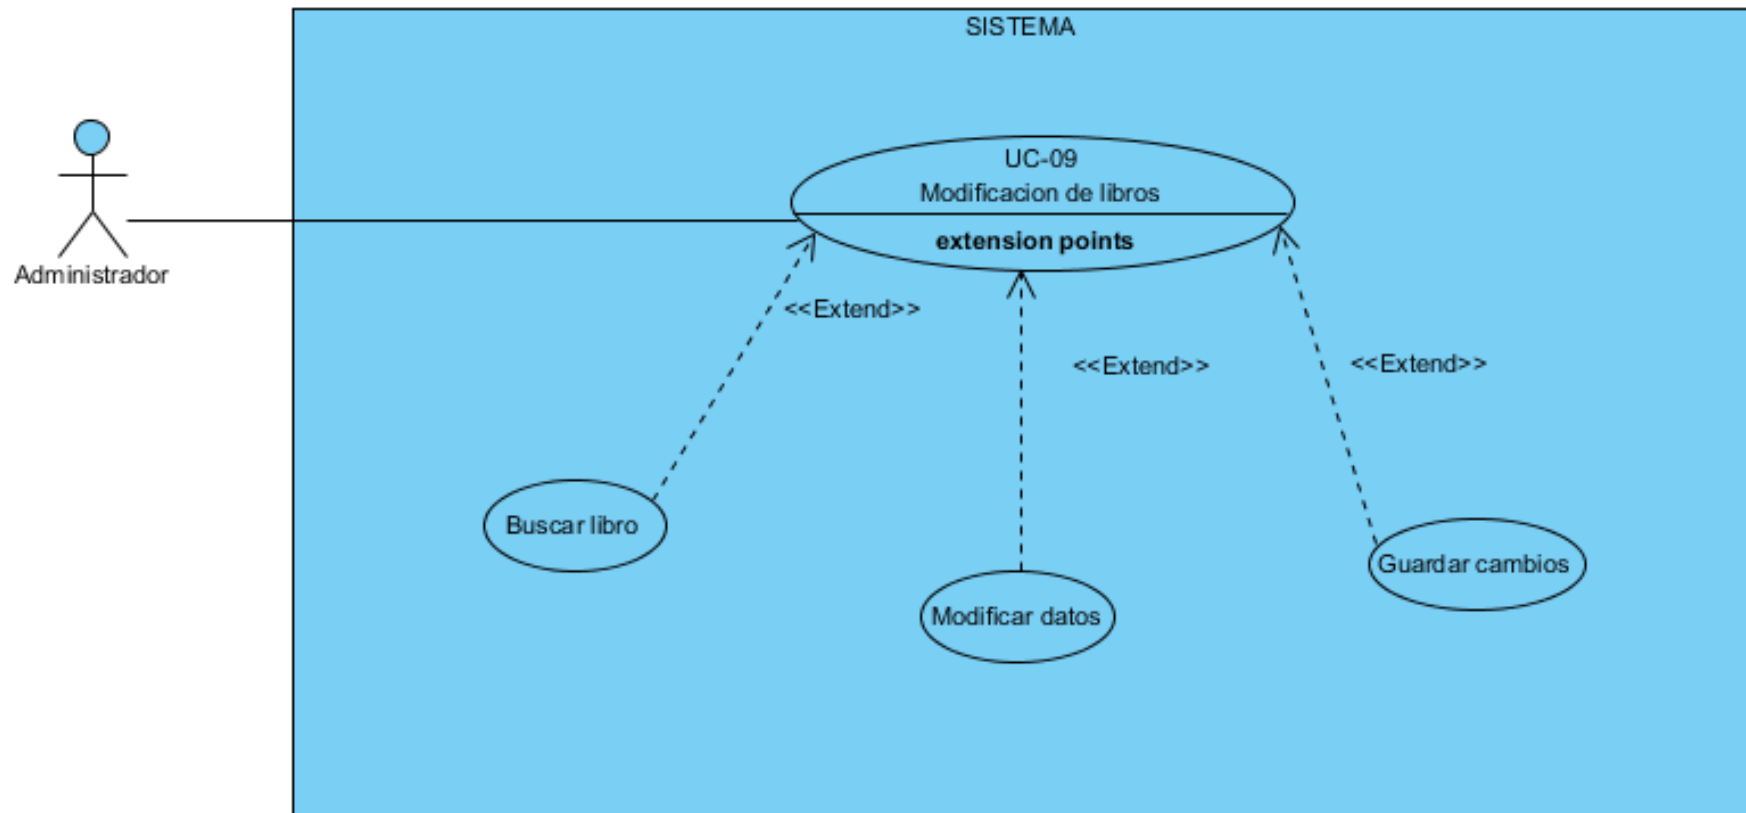 SISTEMA
UC-09
Modificacion de libros
extension points
Administrador
<<Extend>>
<<Extend>>
<<Extend>>
Buscar libro
Modificar datos
Guardar cambios